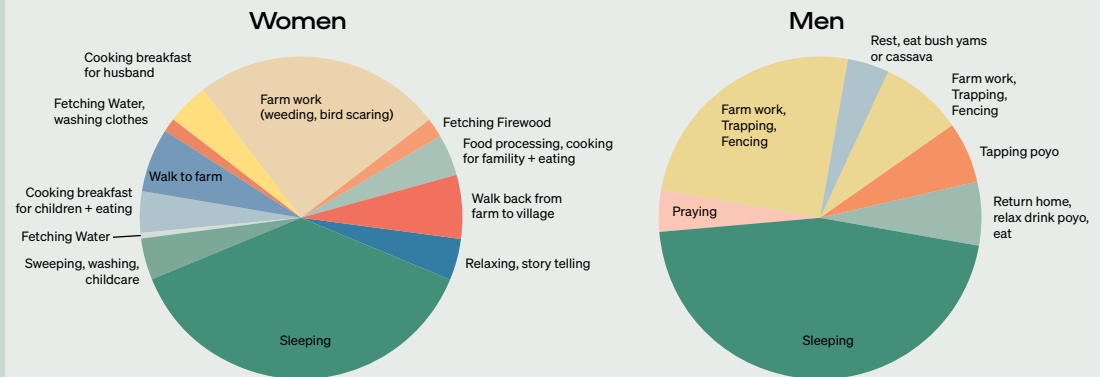 Women
Cooking breakfast
for husband
Fetching Water,
washing clothes
Walk to farm
Cooking breakfast
for children + eating
Fetching Water
Sweeping, washing,
childcare
Farm work
(weeding, bird scaring)
Fetching Firewood
Food processing, cooking
for famility + eating
Walk back from
farm to village
Relaxing, story telling
Sleeping
Men
Rest, eat bush yams
or cassava
Farm work,
Trapping,
Fencing
Farm work,
Trapping,
Fencing
Tapping poyo
Praying
Return home,
relax drink poyo,
eat
Sleeping